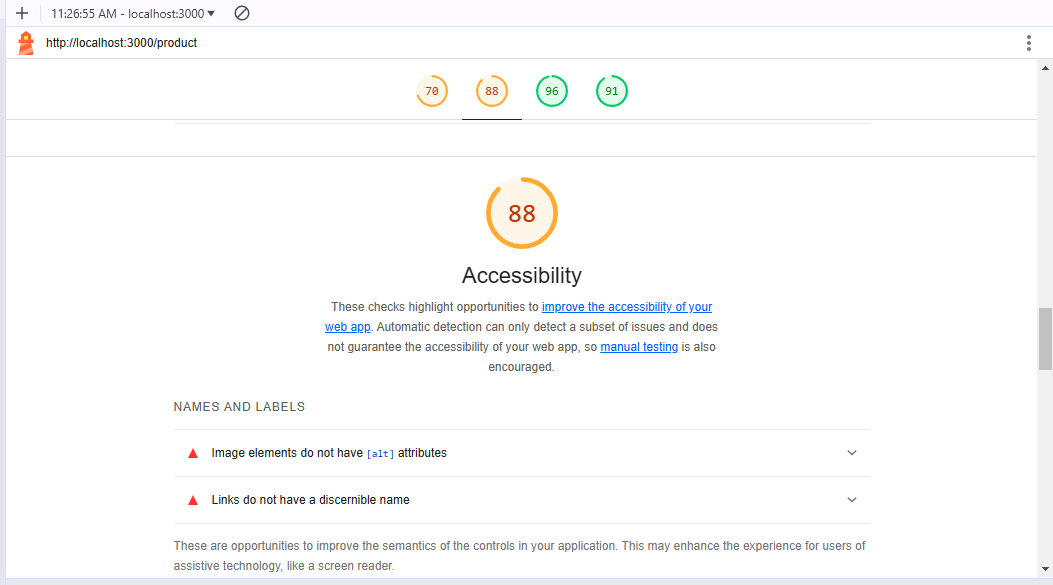 11:26:55 AM - localhost:3000
http://localhost:3000/product
70 88 96 91
88
Accessibility
These checks highlight opportunities to improve the accessibility of your
web app. Automatic detection can only detect a subset of issues and does
not guarantee the accessibility of your web app, so manual testing is also
encouraged.
NAMES AND LABELS
Image elements do not have [alt] attributes
Links do not have a discernible name
These are opportunities to improve the semantics of the controls in your application. This may enhance the experience for users of
assistive technology, like a screen reader.